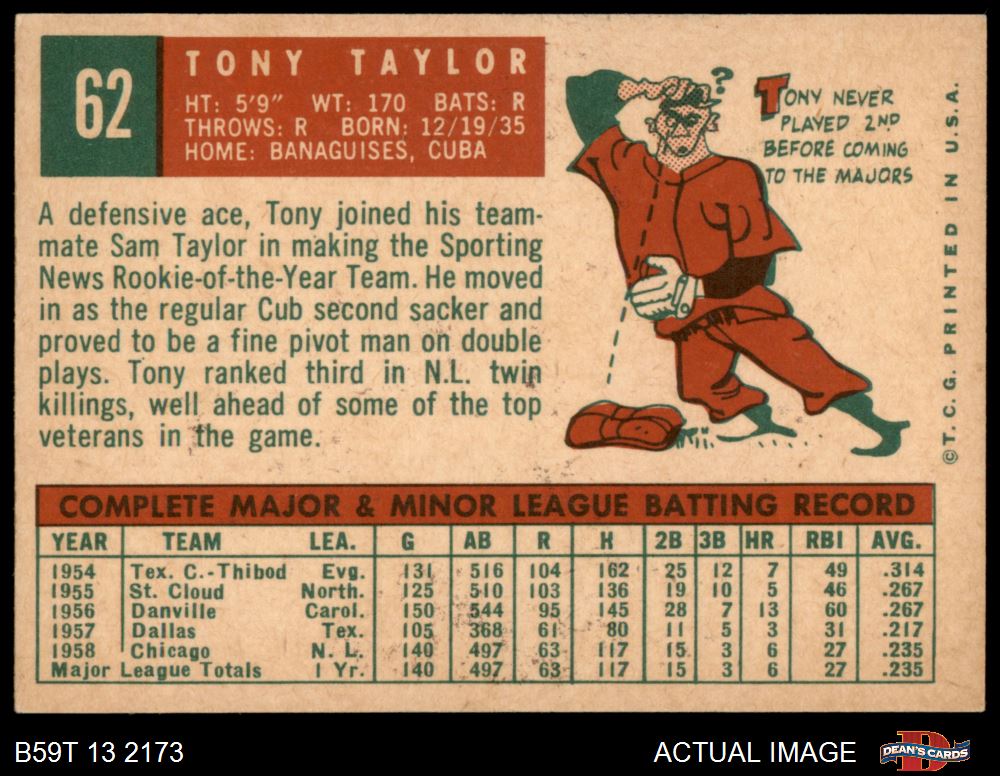 62
TONY TAYLOR
HT: 5'9" WT: 170 BATS: R
THROWS: R BORN: 12/19/35
HOME: BANAGUISES, CUBA
?
TONY NEVER
PLAYED 2ND
BEFORE COMING
TO THE MAJORS
A defensive ace, Tony joined his team-
mate Sam Taylor in making the Sporting
News Rookie-of-the-Year Team. He moved
in as the regular Cub second sacker and
proved to be a fine pivot man on double
plays. Tony ranked third in N.L. twin
killings, well ahead of some of the top
veterans in the game.
©T. C. G. PRINTED IN U.S.A.
COMPLETE MAJOR & MINOR LEAGUE BATTING RECORD
YEAR TEAM LEA. G AB R H 2B 3B HR RBI AVG.
1954 Tex. C.-Thibod Evg. 131 516 104 162 25 12 7 49 .314
1955 St. Cloud North. 125 510 103 136 19 10 5 46 .267
1956 Danville Carol. 150 544 95 145 28 7 13 60 .267
1957 Dallas Tex. 105 368 61 80 11 5 3 31 .217
1958 Chicago N. L. 140 497 63 117 15 3 6 27 .235
Major League Totals 1 Yr. 140 497 63 117 15 3 6 27 .235
B59T 13 2173 ACTUAL IMAGE DEAN'S CARDS